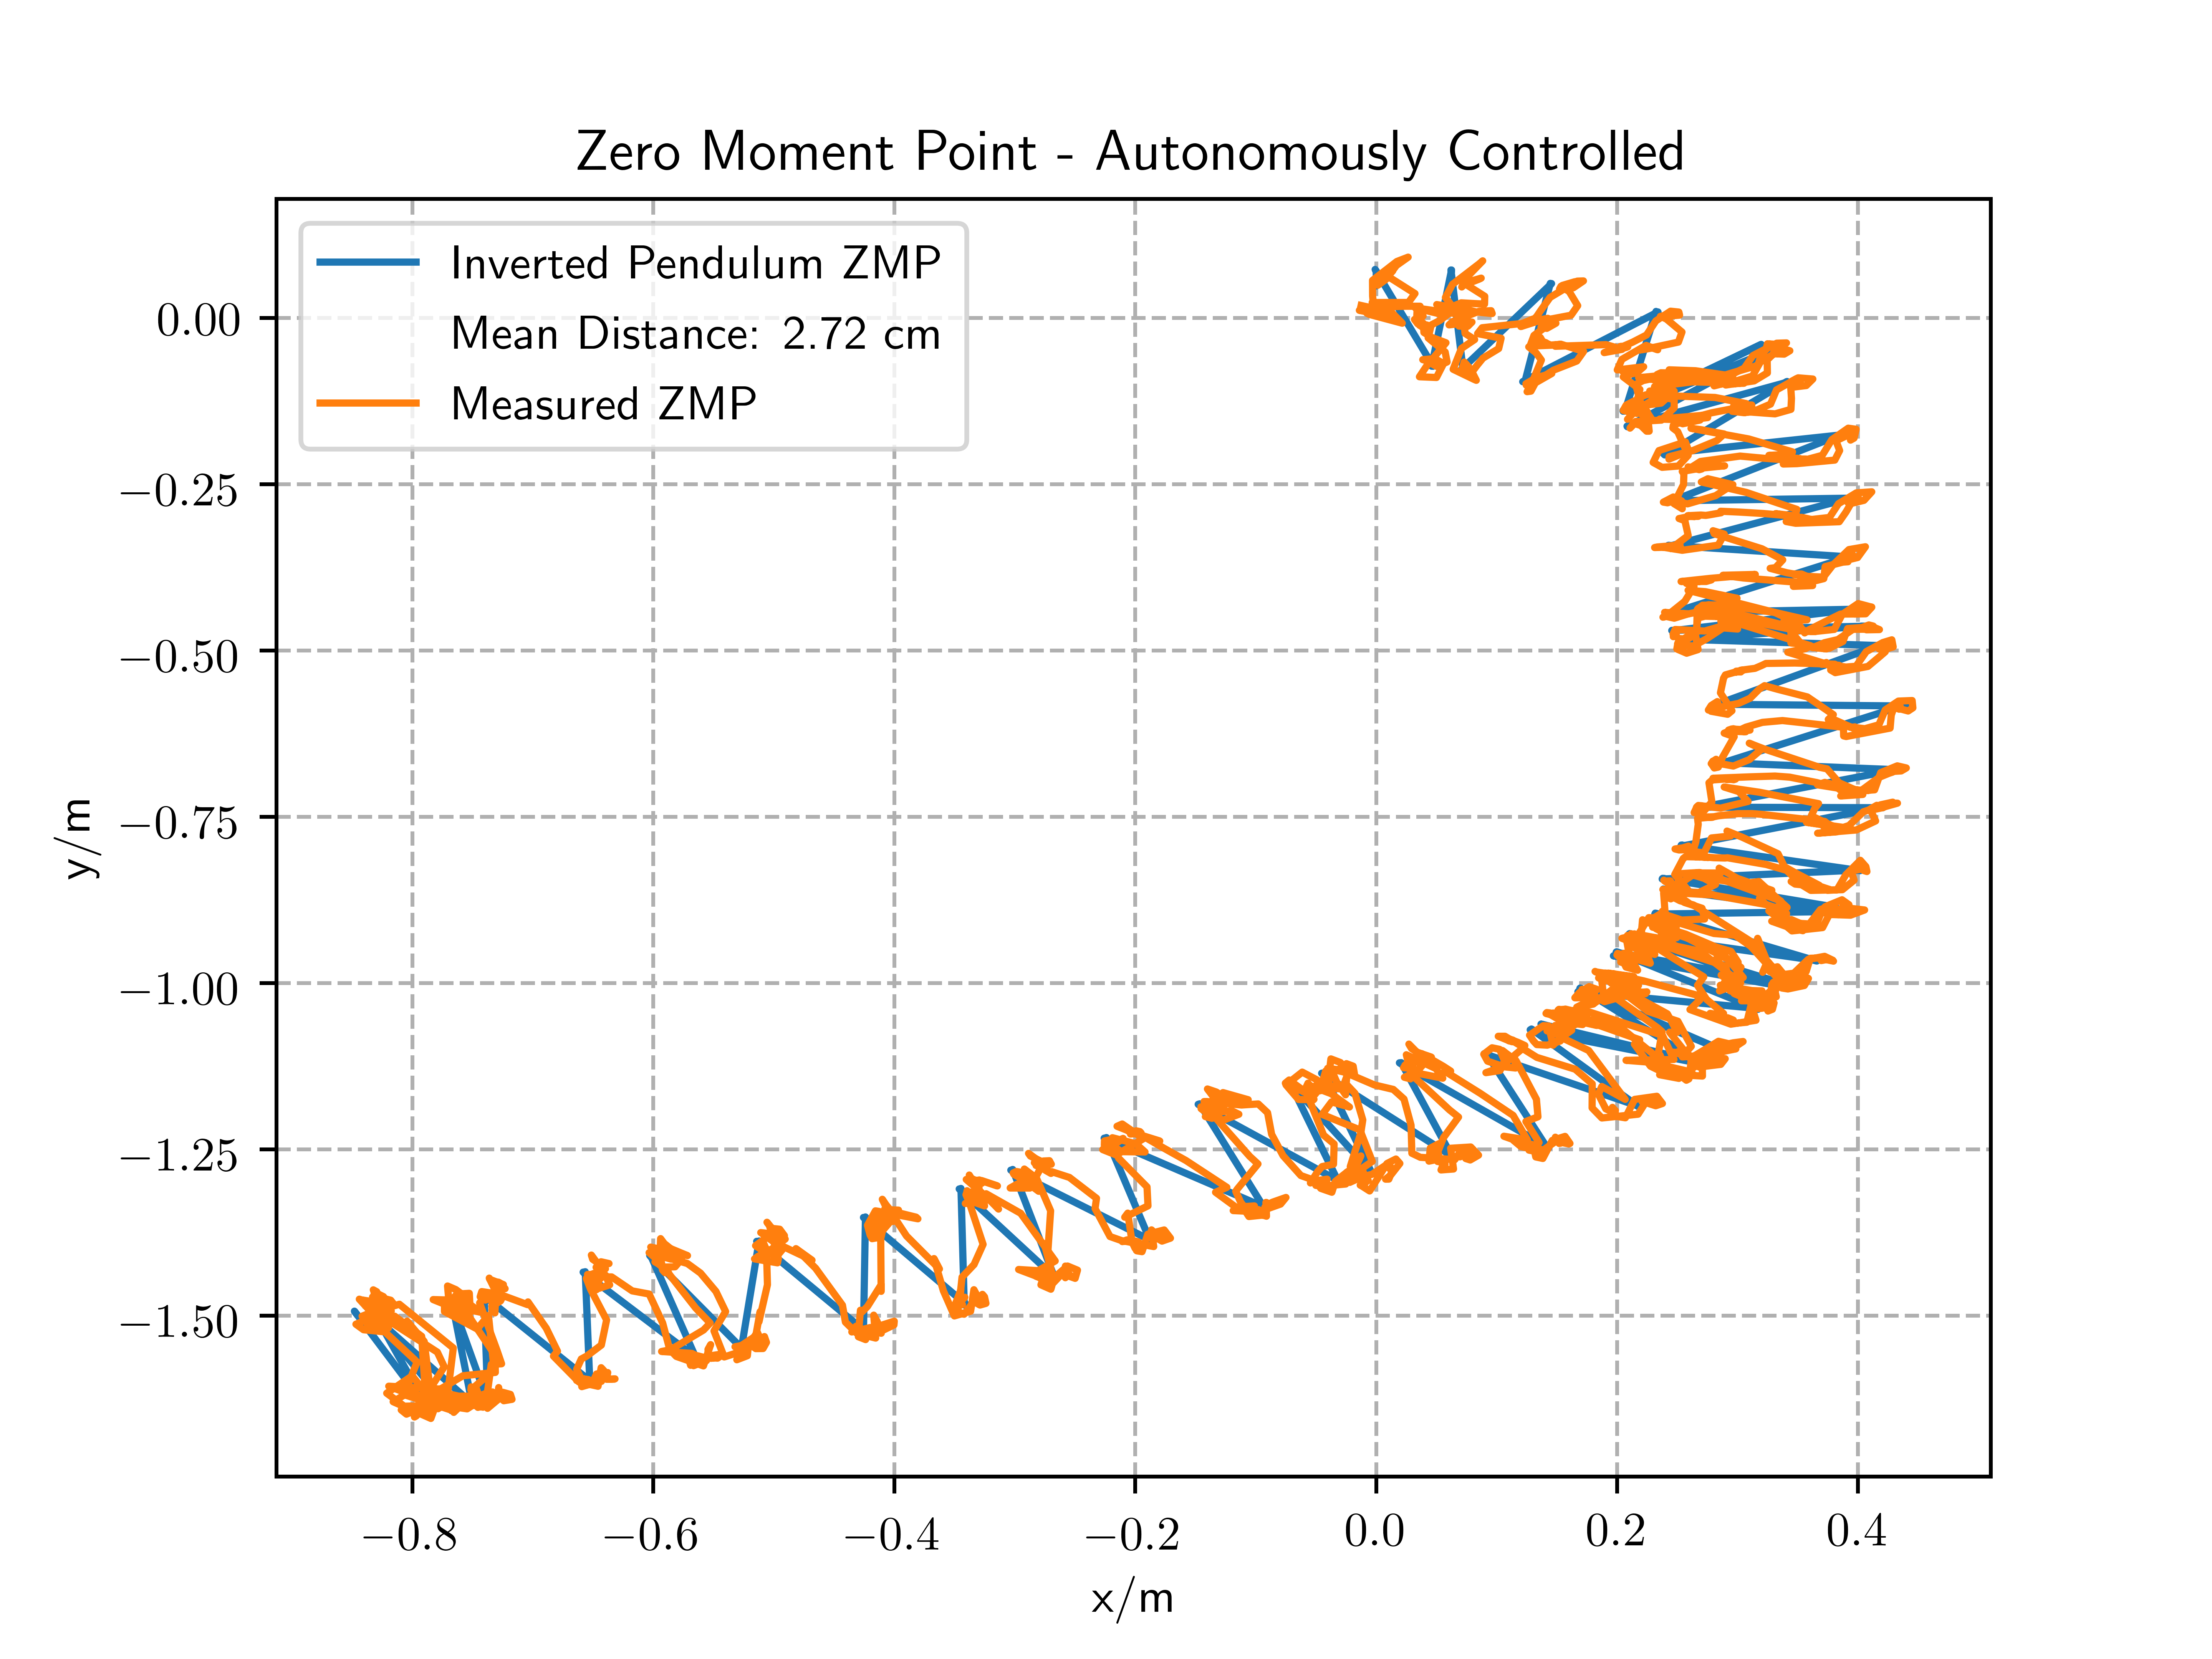 Zero Moment Point - Autonomously Controlled
Inverted Pendulum ZMP
Mean Distance: 2.72 cm
Measured ZMP
0.00
−0.25
−0.50
−0.75
−1.00
−1.25
−1.50
y/m
−0.8 −0.6 −0.4 −0.2 0.0 0.2 0.4
x/m